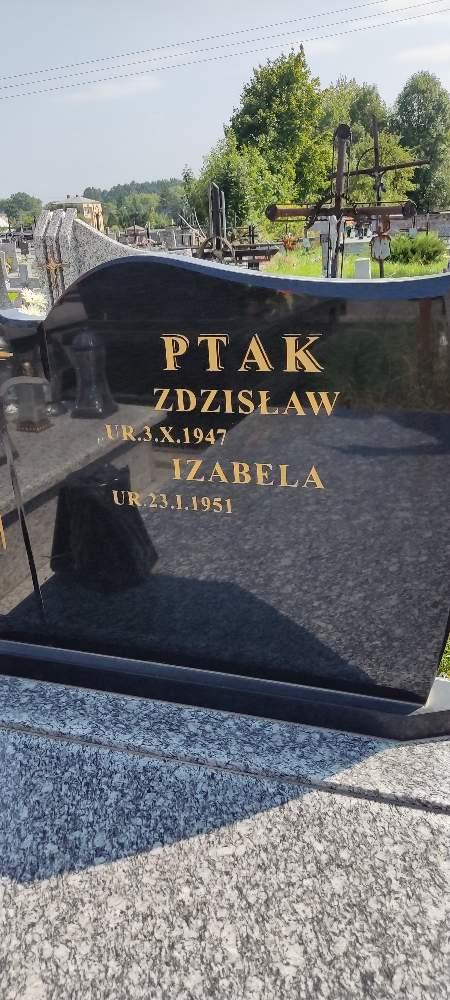 PTAK
ZDZISŁAW
UR.3.X.1947
IZABELA
UR.23.I.1951